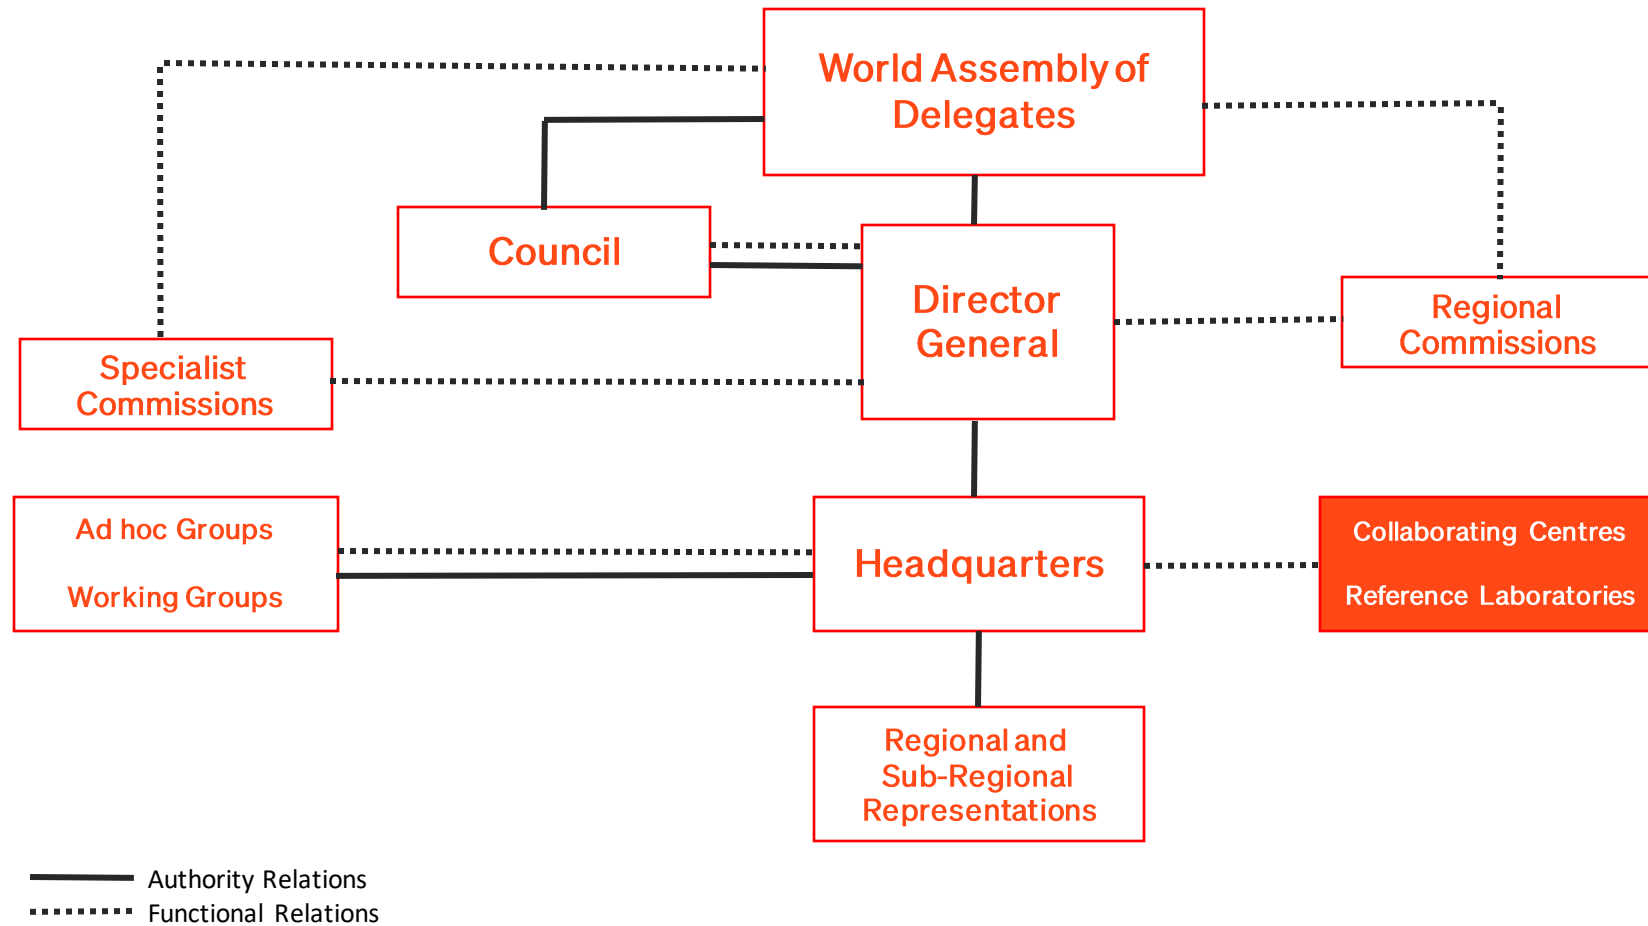 World Assembly of
Delegates
Council
Director
General
Regional
Commissions
Specialist
Commissions
Ad hoc Groups
Working Groups
Headquarters
Collaborating Centres
Reference Laboratories
Regional and
Sub-Regional
Representations
Authority Relations
Functional Relations